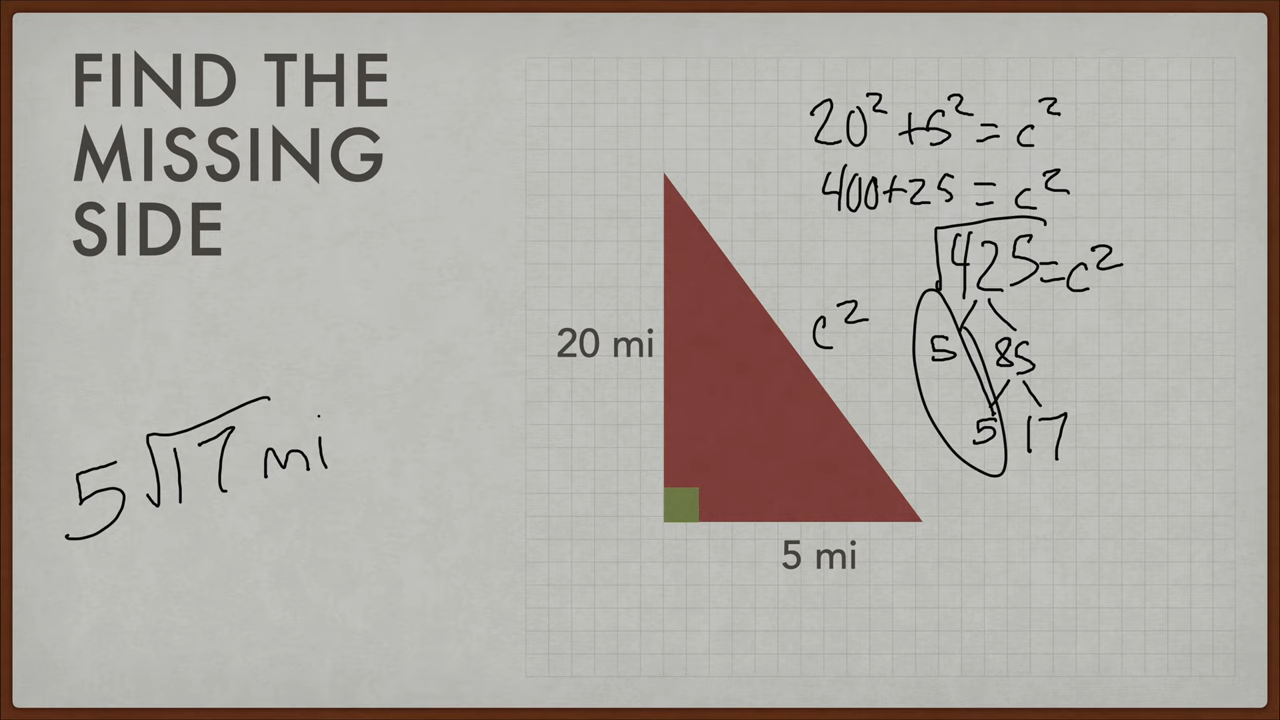 FIND THE
MISSING
SIDE
20² + 5² = c²
400 + 25 = c²
√425 = c²
5 85
5 17
c²
20 mi
5 mi
5√17 mi